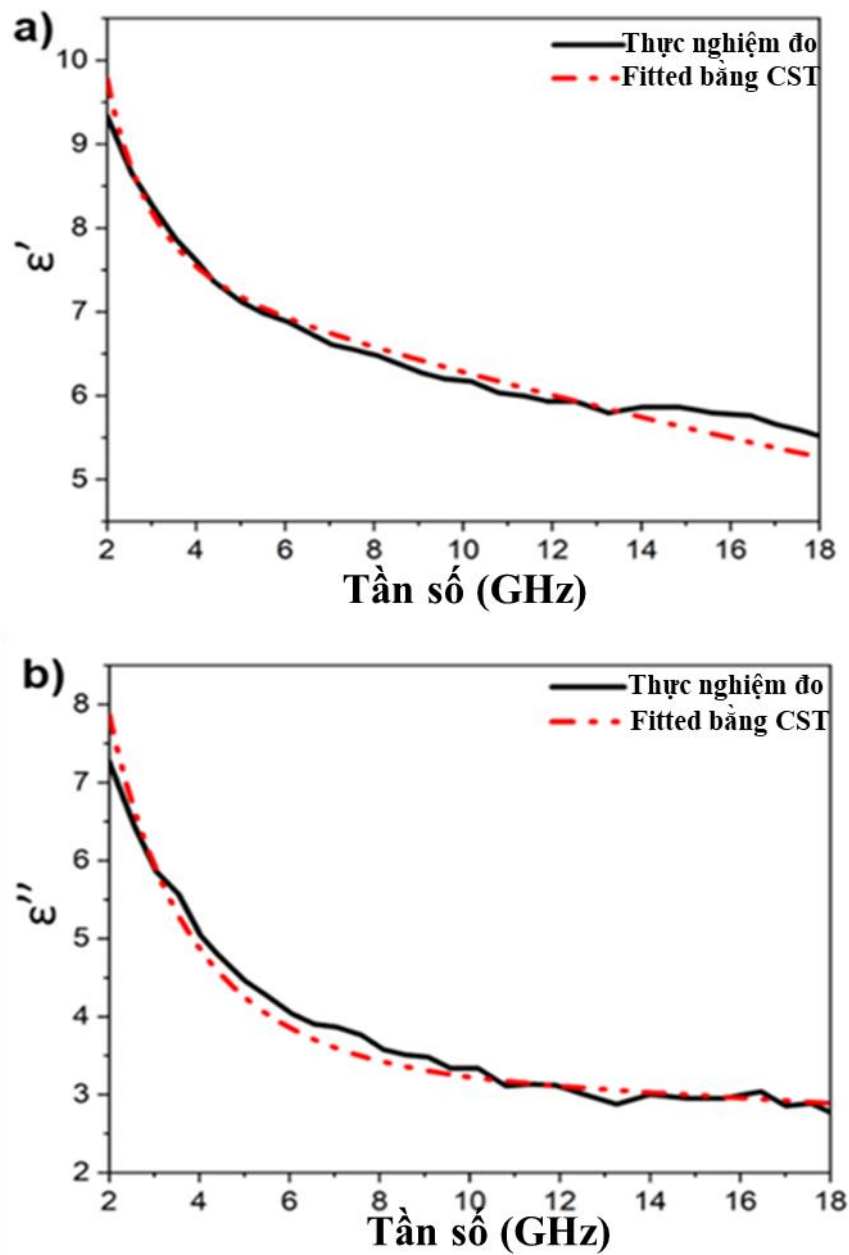 a)
Thực nghiệm đo
Fitted bằng CST
10
9
8
7
6
5
ε′
2 4 6 8 10 12 14 16 18
Tần số (GHz)
b)
Thực nghiệm đo
Fitted bằng CST
8
7
6
5
4
3
2
ε′′
2 4 6 8 10 12 14 16 18
Tần số (GHz)